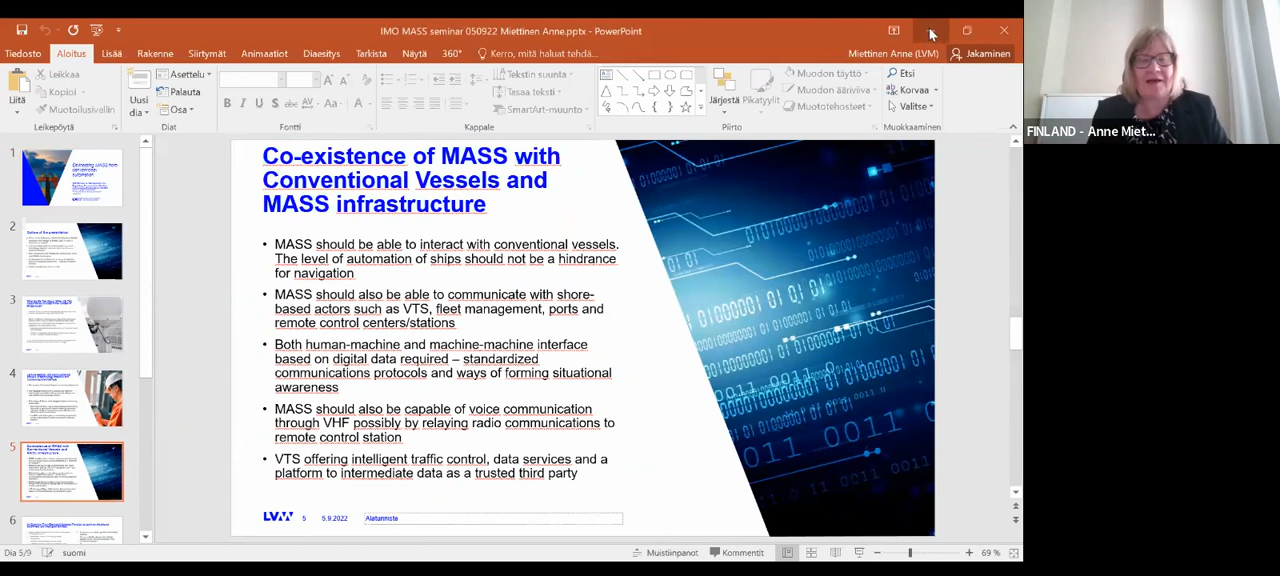 IMO MASS seminar 050922 Miettinen Anne.pptx - PowerPoint
Tiedosto Aloitus Lisää Rakenne Siirtymät Animaatiot Diaesitys Tarkista Näytä 360° Kerro, mitä haluat tehdä... Miettinen Anne (LVM) Jakaminen
Liitä
Leikkaa
Kopioi
Muotoilusivellin
Leikepöytä
Uusi
dia
Asettelu
Palauta
Osa
Diat
Fontti
Tekstin suunta
Tasaa teksti
SmartArt-muunto
Kappale
Järjestä
Pikatyylit
Muodon täyttö
Muodon ääriviiva
Muototehosteet
Piirto
Etsi
Korvaa
Valitse
Muokkaaminen
FINLAND - Anne Miet...
1
2
3
4
5
6
Co-existence of MASS with
Conventional Vessels and
MASS infrastructure
• MASS should be able to interact with conventional vessels.
The level of automation of ships should not be a hindrance
for navigation
• MASS should also be able to communicate with shore-
based actors such as VTS, fleet management, ports and
remote control centers/stations
• Both human-machine and machine-machine interface
based on digital data required – standardized
communications protocols and ways of forming situational
awareness
• MASS should also be capable of voice communication
through VHF possibly by relaying radio communications to
remote control station
• VTS offering intelligent traffic control as services and a
platform to intermediate data as a trusted third party
LVM 5 5.9.2022 Alatunniste
Dia 5/9 suomi Muistiinpanot Kommentit 69 %